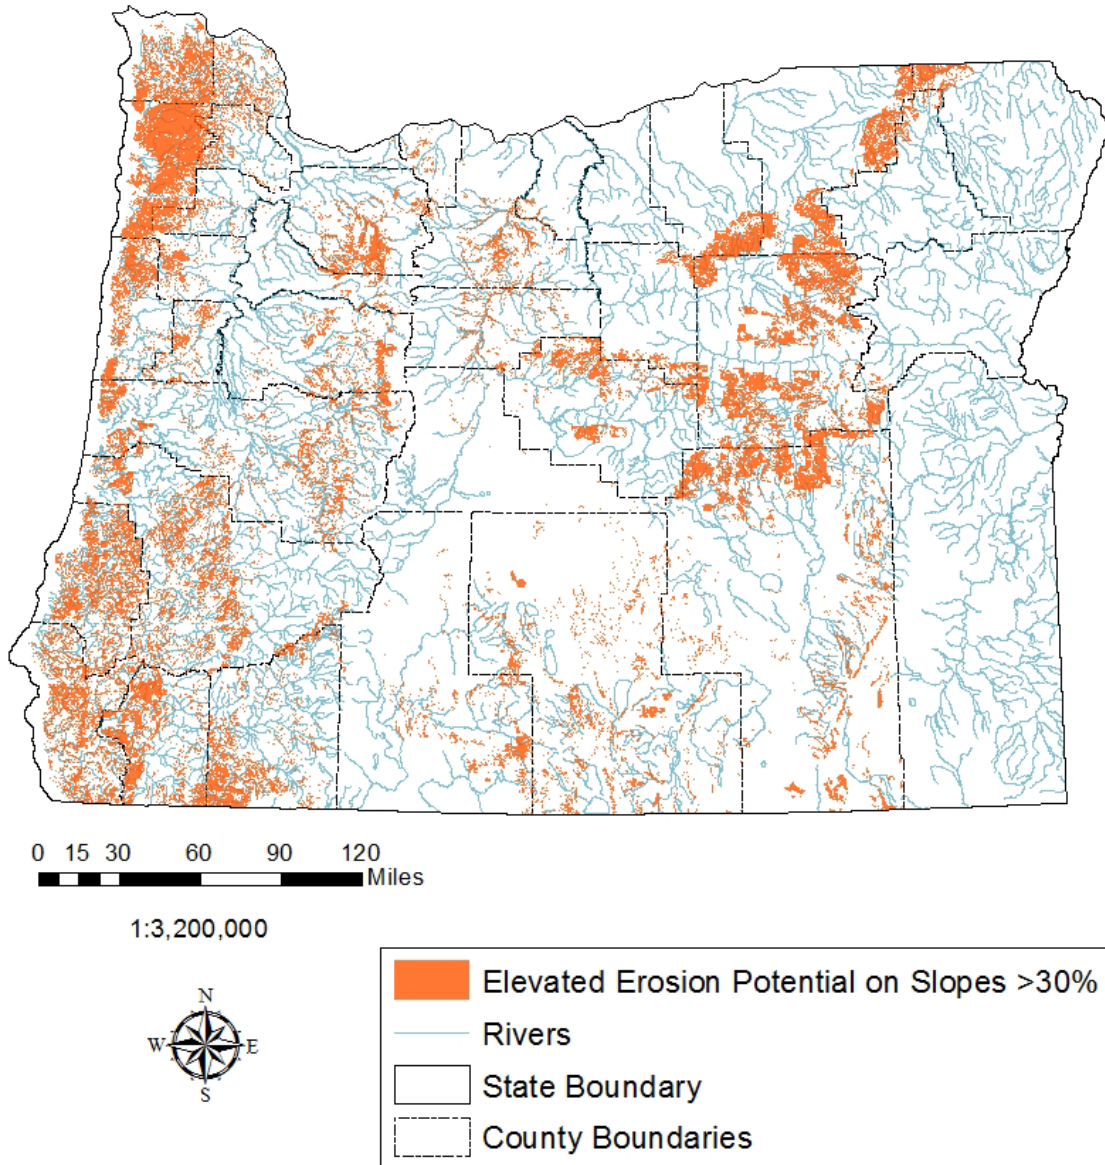 0 15 30 60 90 120
Miles
1:3,200,000
N
W E
S
Elevated Erosion Potential on Slopes >30%
Rivers
State Boundary
County Boundaries